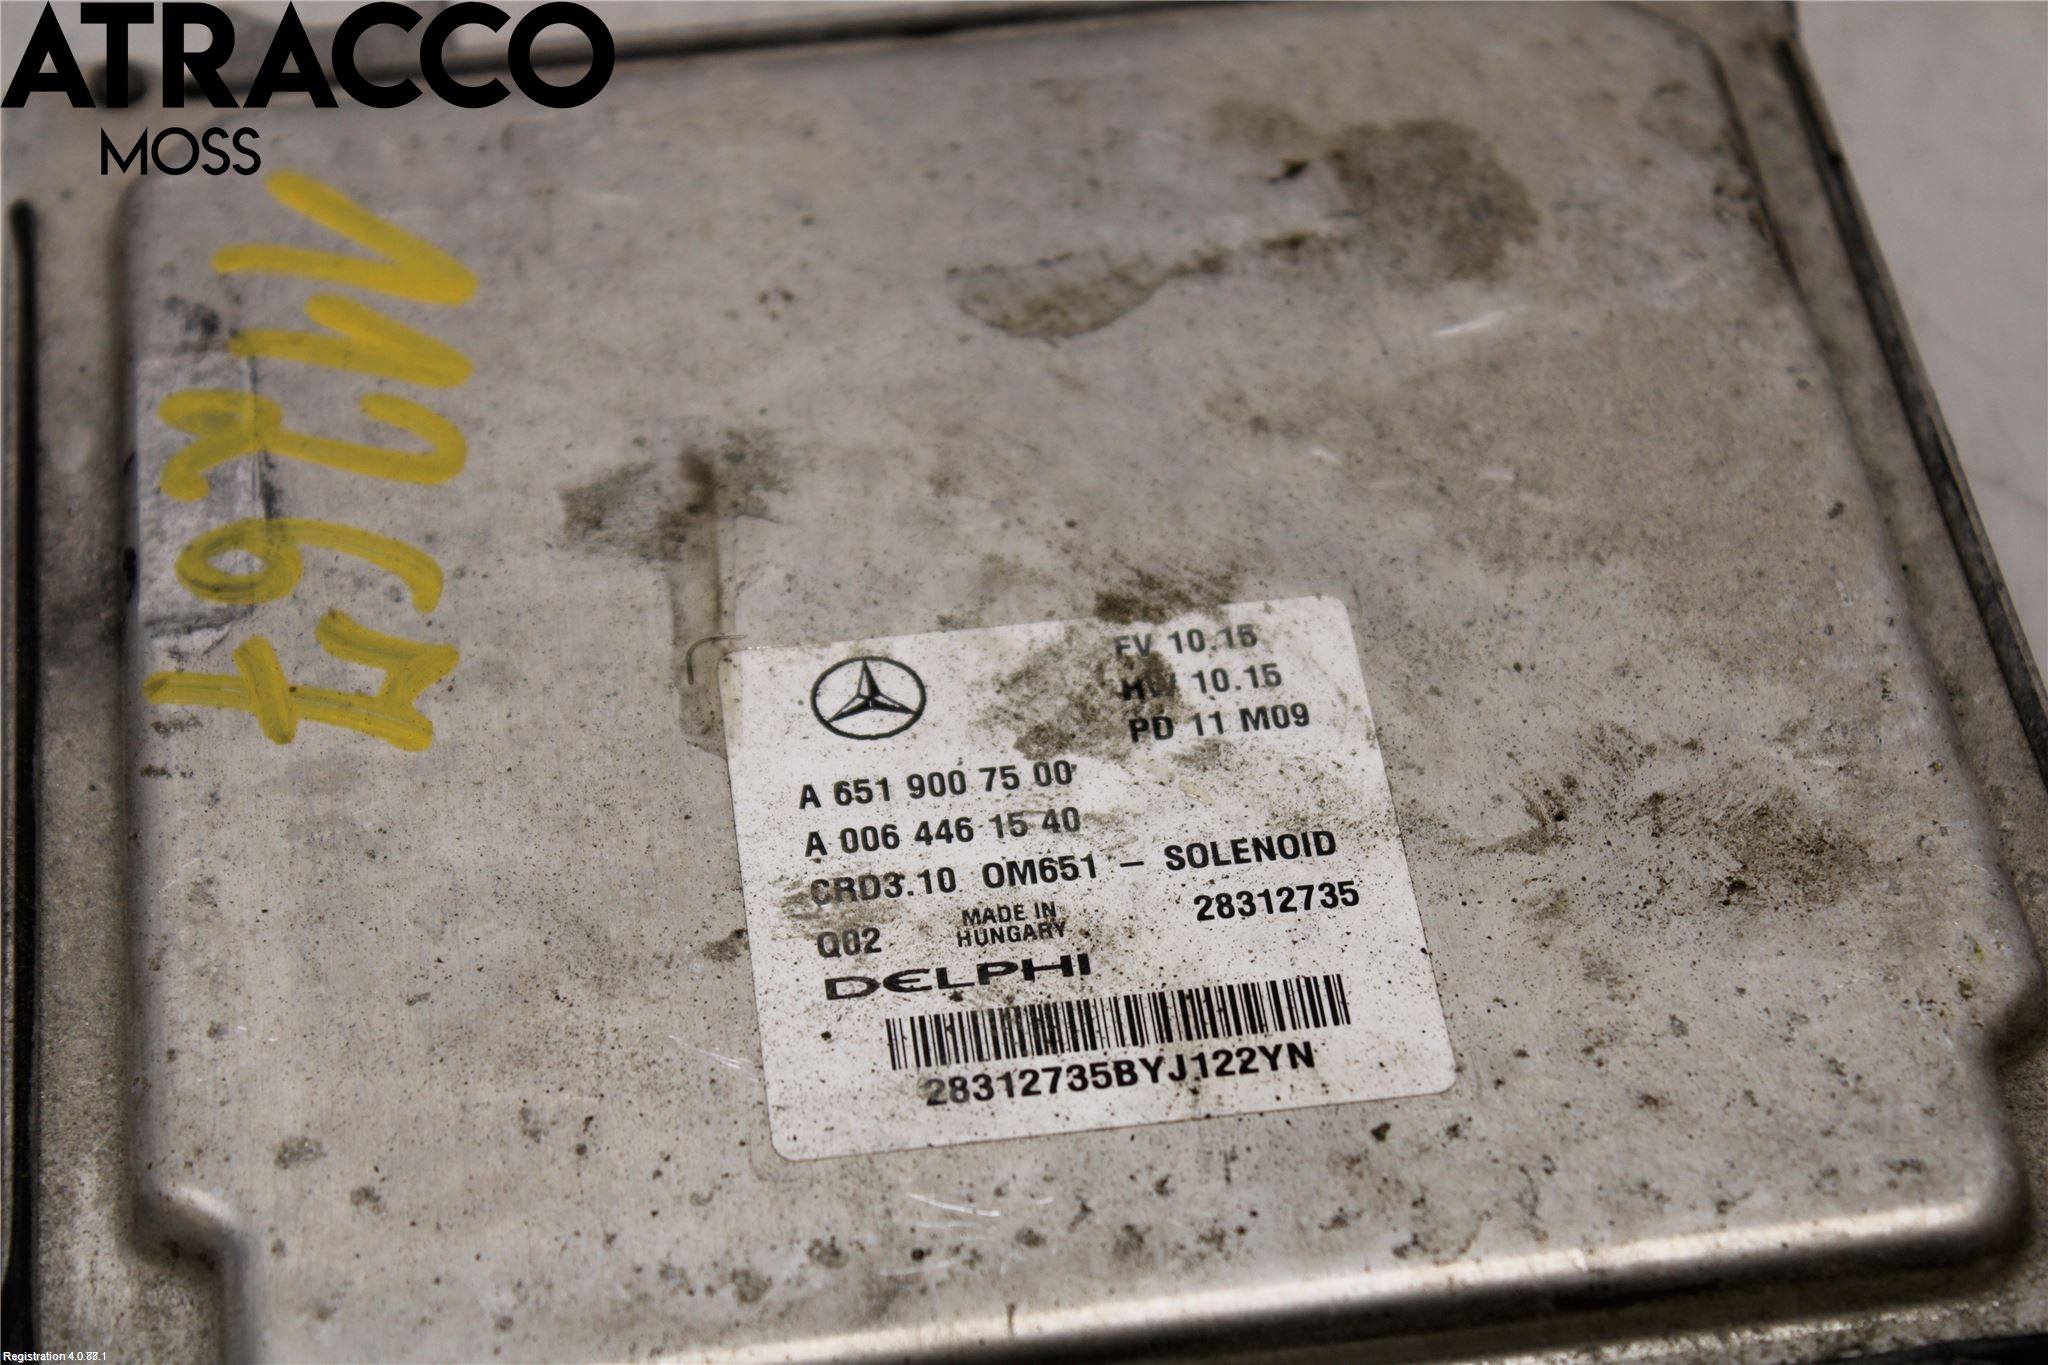 ATRACCO
MOSS
FV 10.15
HW 10.15
PD 11 M09
A 651 900 75 00
A 006 446 15 40
CRD3.10 OM651 – SOLENOID
Q02 MADE IN HUNGARY 28312735
DELPHI
28312735BYJ122YN
Registration 4.0.88.1